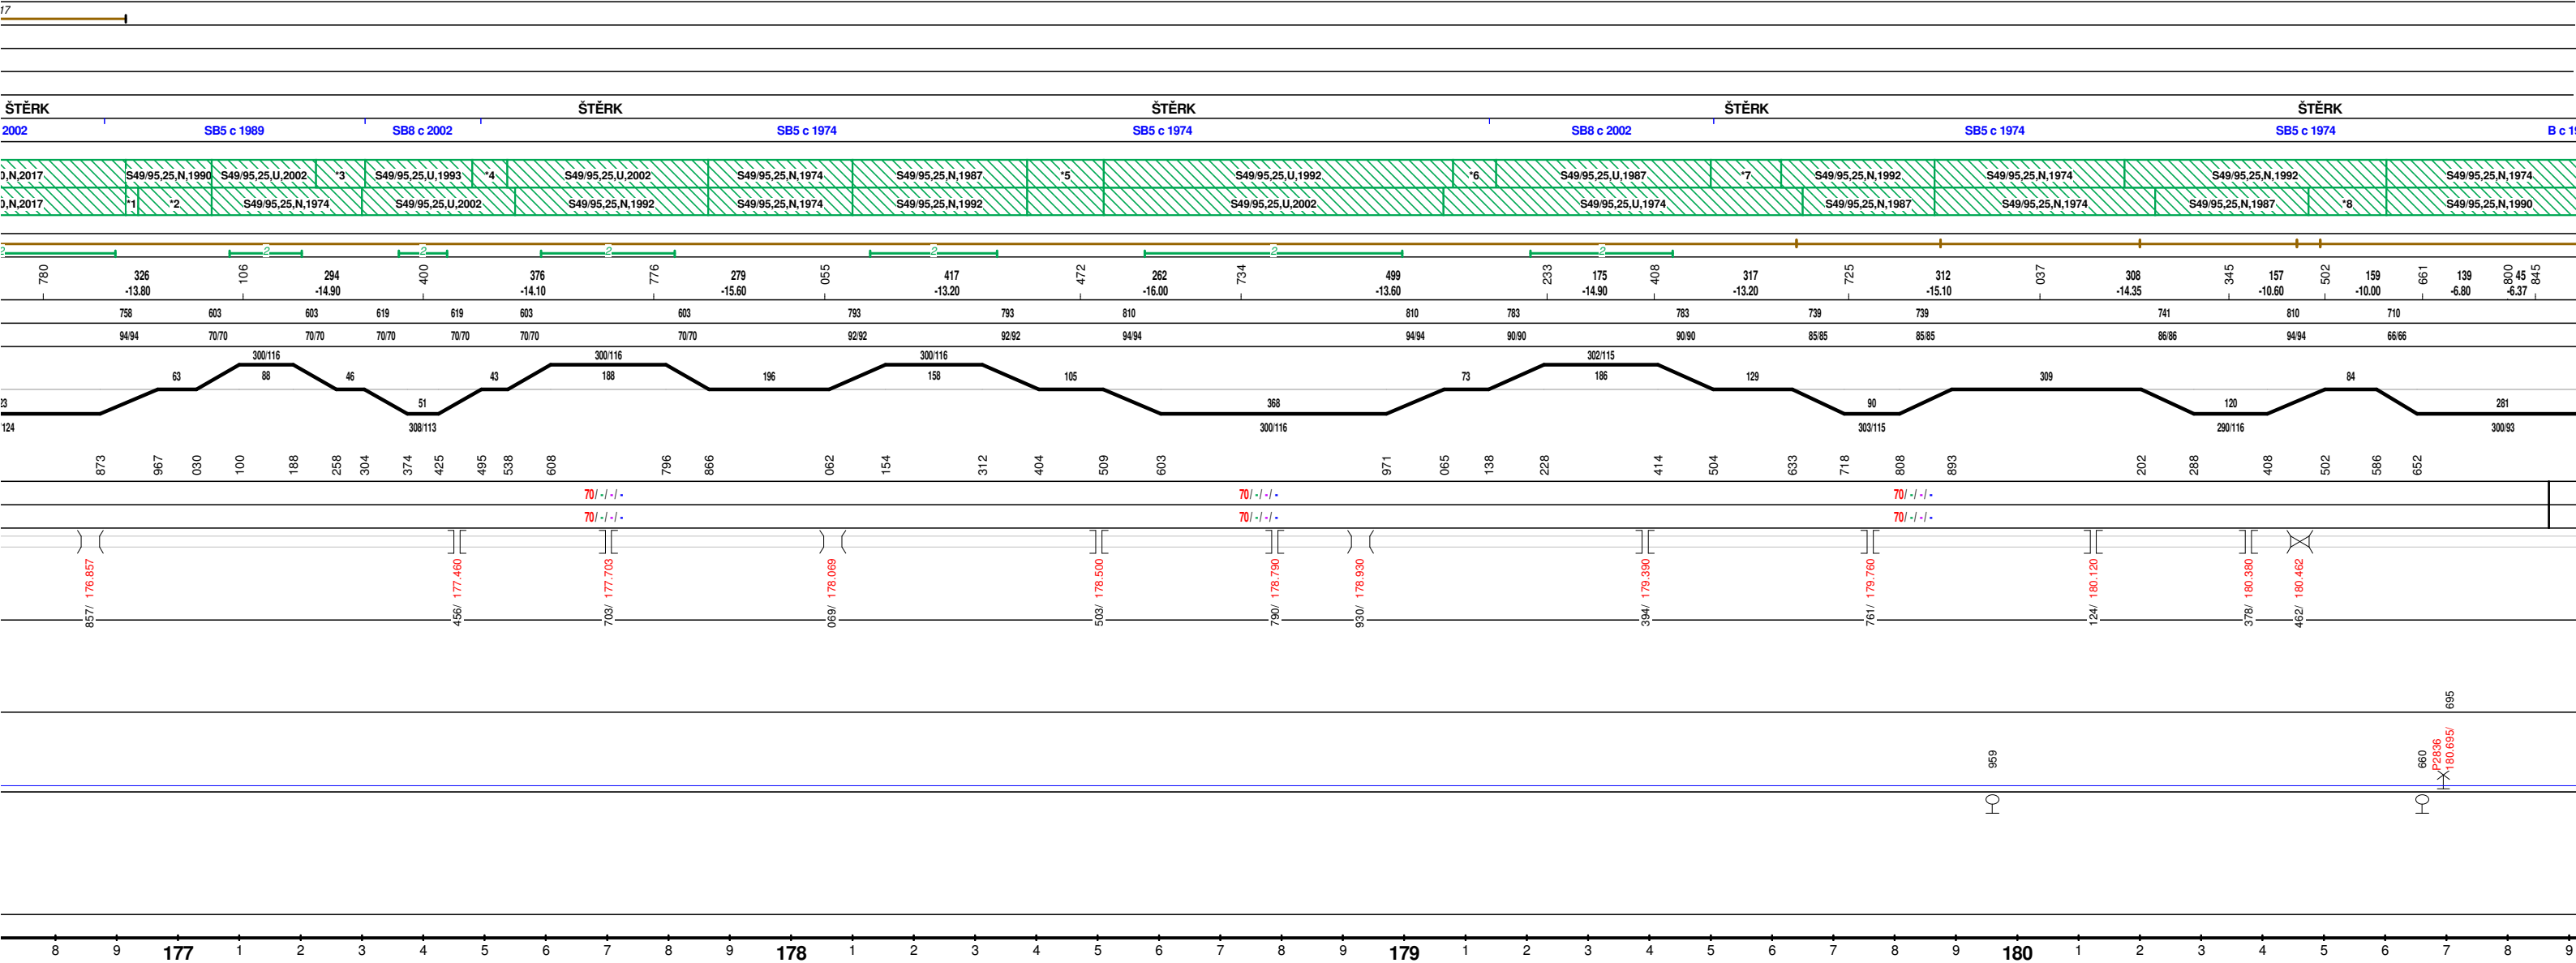 17
ŠTĚRK ŠTĚRK ŠTĚRK ŠTĚRK ŠTĚRK
2002 SB5 c 1989 SB8 c 2002 SB5 c 1974 SB5 c 1974 SB8 c 2002 SB5 c 1974 SB5 c 1974 B c 1
0,N,2017 S49/95,25,N,1990 S49/95,25,U,2002 *3 S49/95,25,U,1993 *4 S49/95,25,U,2002 S49/95,25,N,1974 S49/95,25,N,1987 *5 S49/95,25,U,1992 *6 S49/95,25,U,1987 *7 S49/95,25,N,1992 S49/95,25,N,1974 S49/95,25,N,1992 S49/95,25,N,1974
0,N,2017 *1 *2 S49/95,25,N,1974 S49/95,25,U,2002 S49/95,25,N,1992 S49/95,25,N,1974 S49/95,25,N,1992 S49/95,25,U,2002 S49/95,25,U,1974 S49/95,25,N,1987 S49/95,25,N,1974 S49/95,25,N,1987 *8 S49/95,25,N,1990
2 2 2 2 2 2 2
780 326 106 294 400 376 776 279 055 417 472 262 734 499 233 175 408 317 725 312 037 308 345 157 502 159 661 139 800 45 845
-13.80 -14.90 -14.10 -15.60 -13.20 -16.00 -13.60 -14.90 -13.20 -15.10 -14.35 -10.60 -10.00 -6.80 -6.37
758 603 603 619 619 603 603 793 793 810 810 783 783 739 739 741 810 710
94/94 70/70 70/70 70/70 70/70 70/70 70/70 92/92 92/92 94/94 94/94 90/90 90/90 85/85 85/85 86/86 94/94 66/66
300/116 300/116 300/116 302/115
63 88 46 43 188 196 158 105 73 186 129 309 84
23 51 368 90 120 281
124 308/113 300/116 303/115 290/116 300/93
873 967 030 100 188 258 304 374 425 495 538 608 796 866 062 154 312 404 509 603 971 065 138 228 414 504 633 718 808 893 202 288 408 502 586 652
70/ -/ -/ - 70/ -/ -/ - 70/ -/ -/ -
70/ -/ -/ - 70/ -/ -/ - 70/ -/ -/ -
857/ 176.857 456/ 177.460 703/ 177.703 069/ 178.069 503/ 178.500 790/ 178.790 930/ 178.930 394/ 179.390 761/ 179.760 124/ 180.120 378/ 180.380 462/ 180.462
695
959 660 P2836 180.695/
8 9 177 1 2 3 4 5 6 7 9 178 1 2 3 4 5 6 7 8 9 179 1 2 3 4 5 6 7 8 9 180 1 2 3 4 5 6 7 8 9